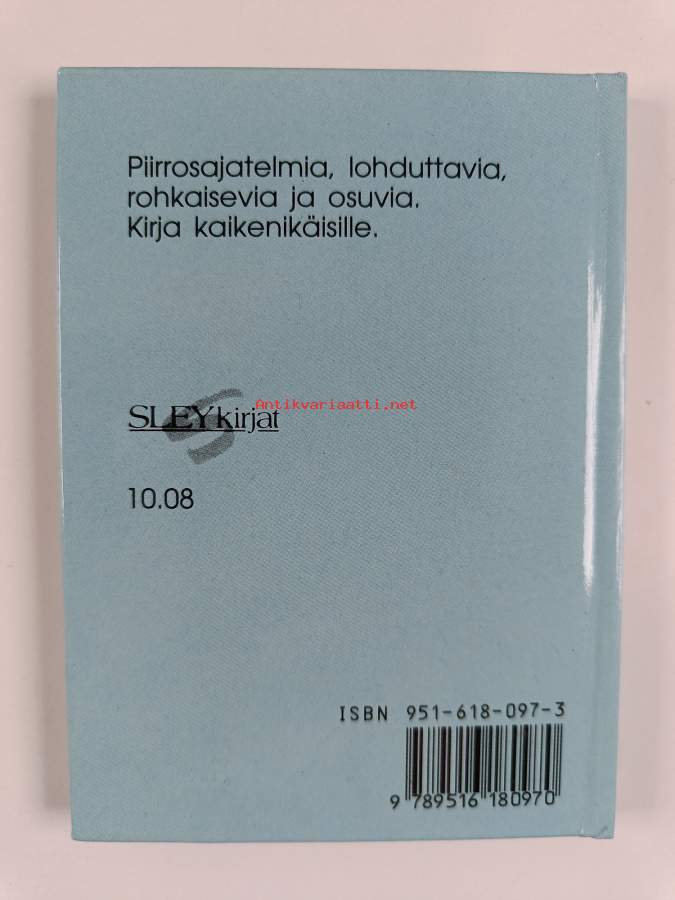 Piirrosajatelmia, lohduttavia,
rohkaisevia ja osuvia.
Kirja kaikenikäisille.
Antikvariaatti.net
SLEYkirjat
10.08
ISBN 951-618-097-3
9 789516 180970